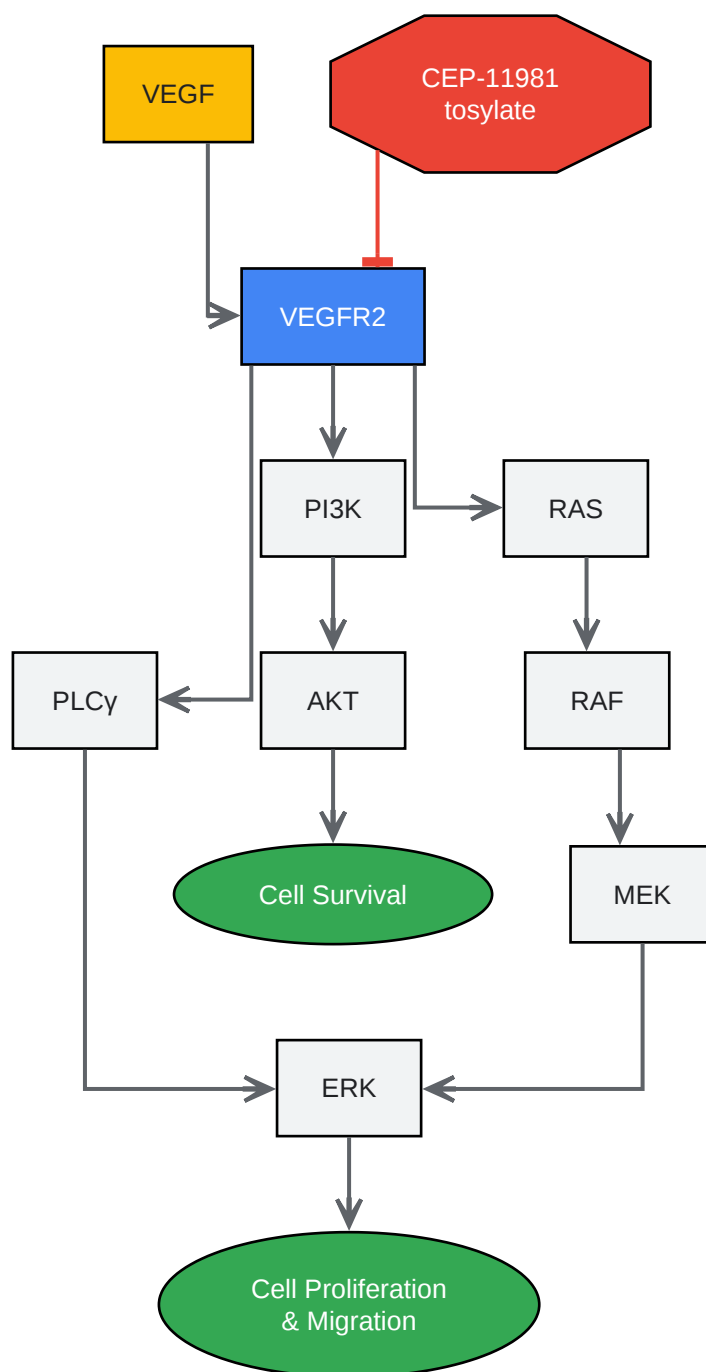 VEGF
CEP-11981
tosylate
VEGFR2
PI3K
RAS
PLCγ
AKT
RAF
Cell Survival
MEK
ERK
Cell Proliferation
& Migration